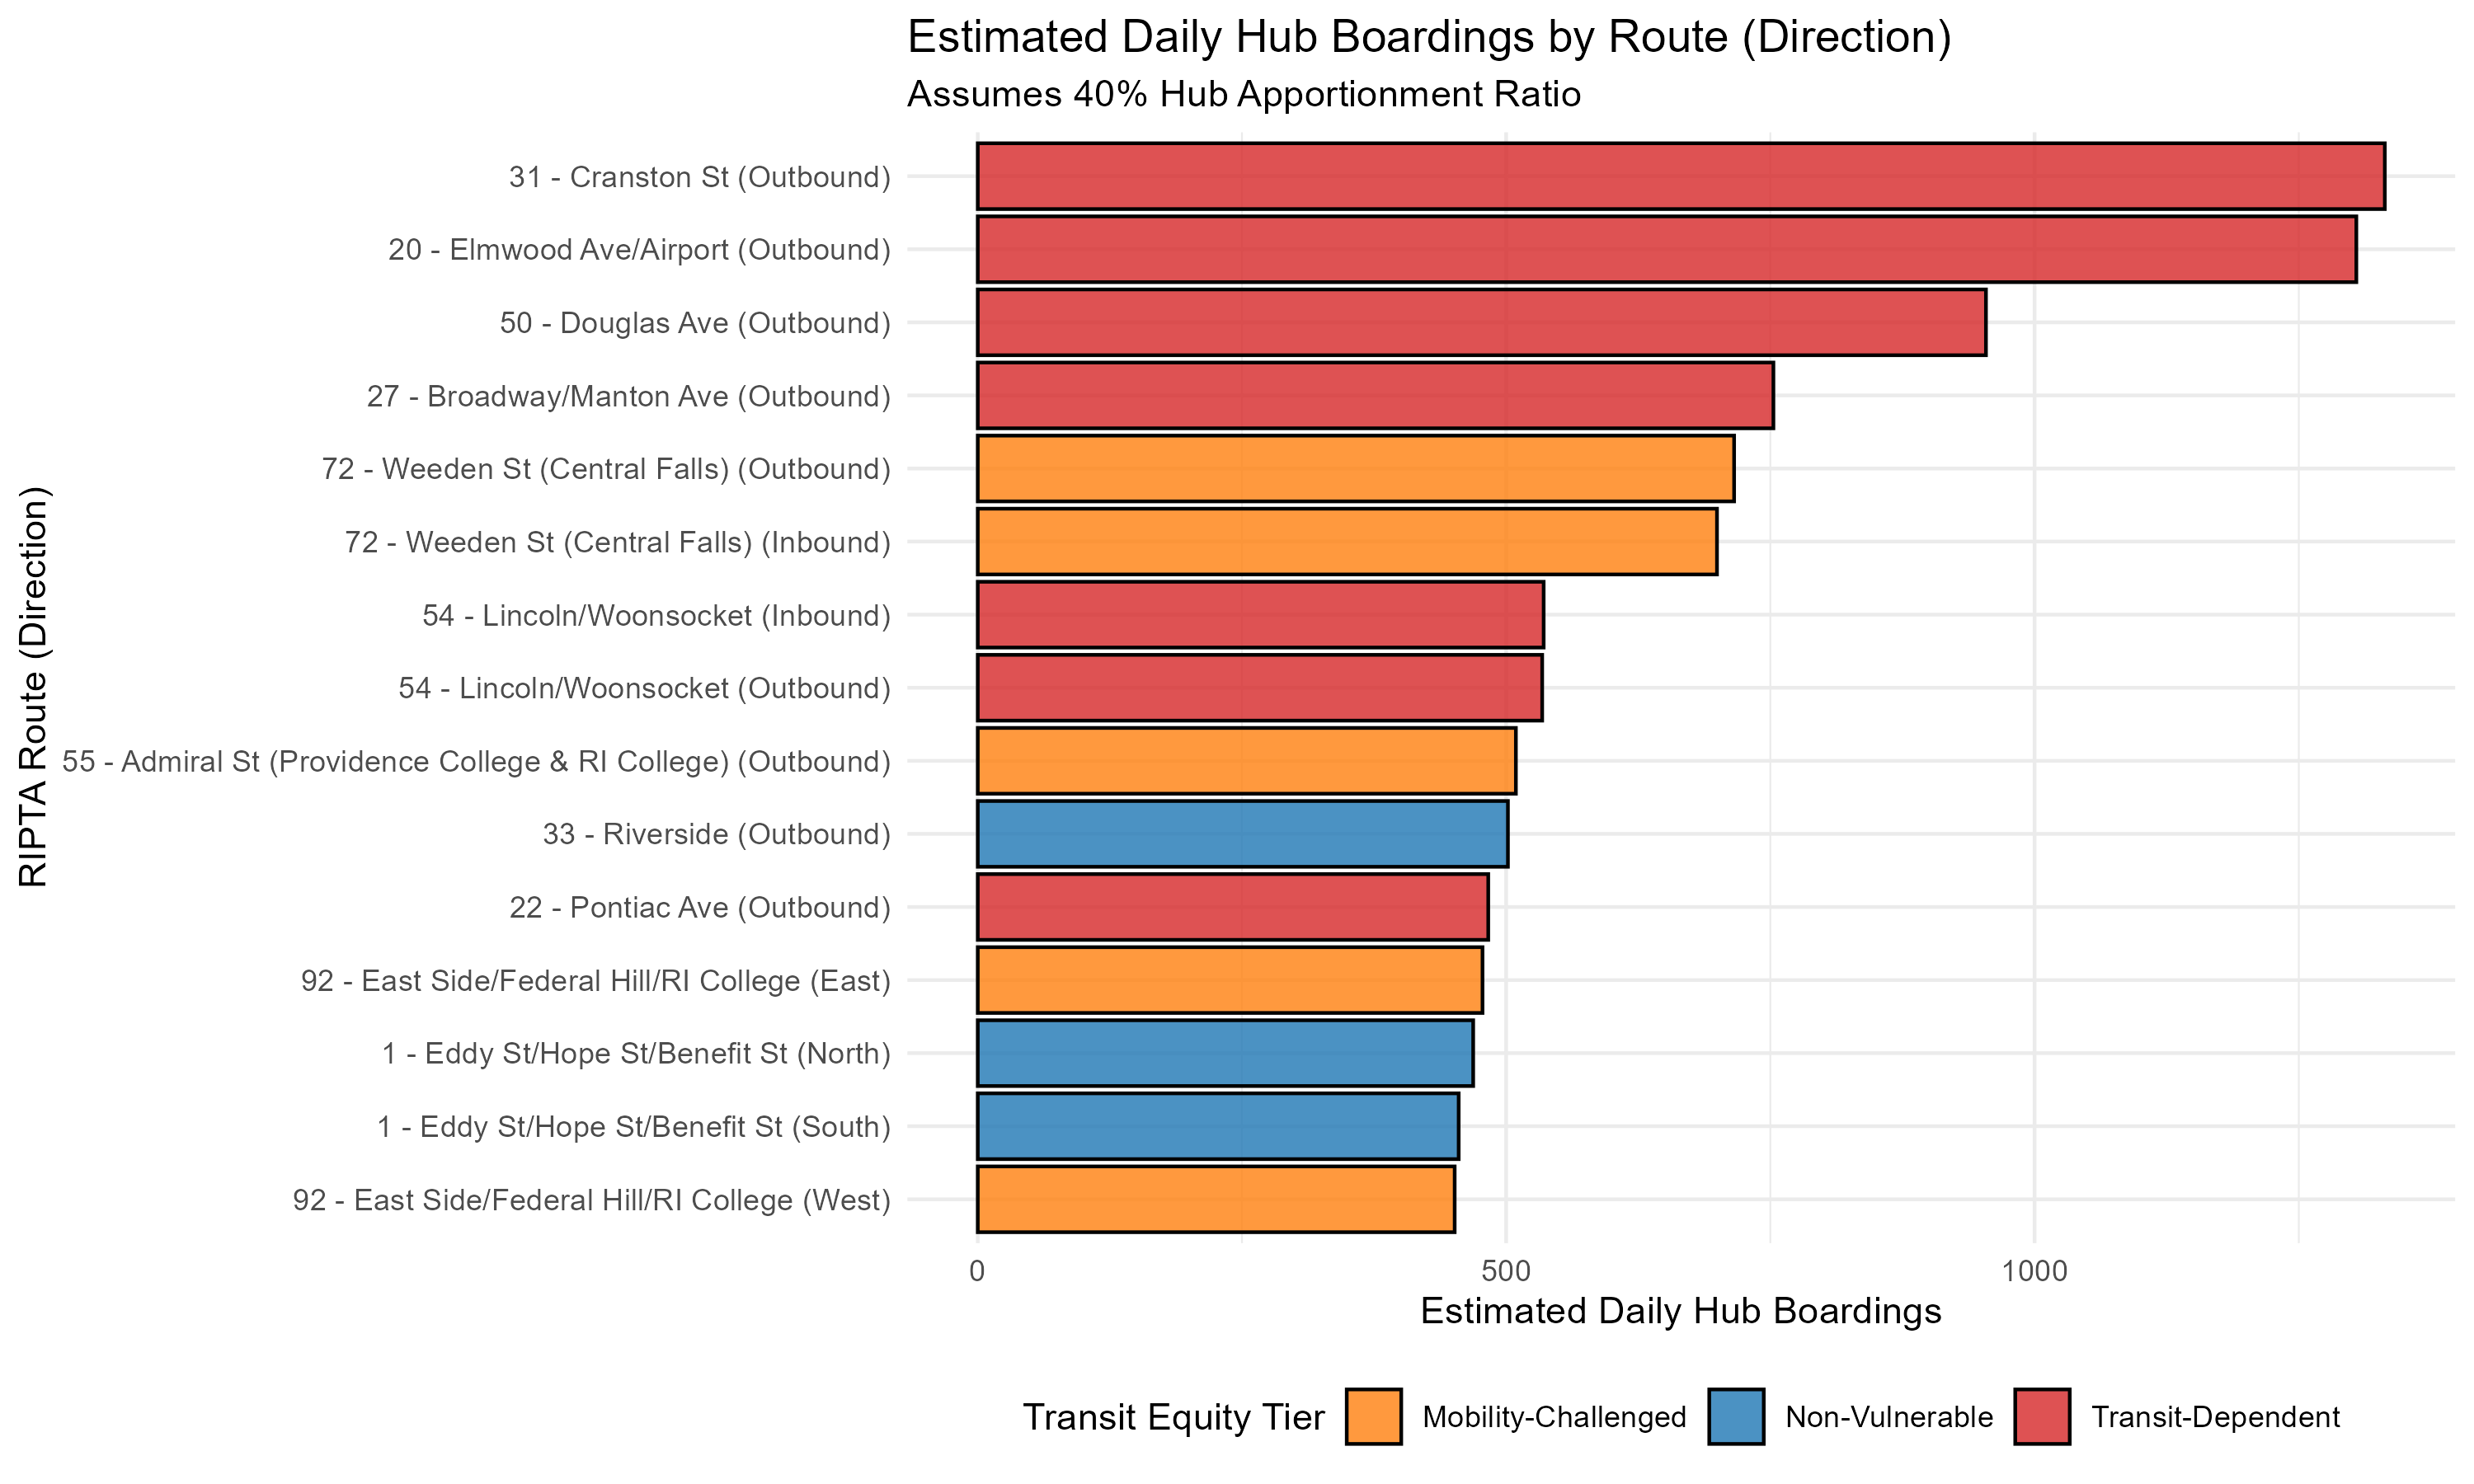 Estimated Daily Hub Boardings by Route (Direction)
Assumes 40% Hub Apportionment Ratio
RIPTA Route (Direction)
31 - Cranston St (Outbound)
20 - Elmwood Ave/Airport (Outbound)
50 - Douglas Ave (Outbound)
27 - Broadway/Manton Ave (Outbound)
72 - Weeden St (Central Falls) (Outbound)
72 - Weeden St (Central Falls) (Inbound)
54 - Lincoln/Woonsocket (Inbound)
54 - Lincoln/Woonsocket (Outbound)
55 - Admiral St (Providence College & RI College) (Outbound)
33 - Riverside (Outbound)
22 - Pontiac Ave (Outbound)
92 - East Side/Federal Hill/RI College (East)
1 - Eddy St/Hope St/Benefit St (North)
1 - Eddy St/Hope St/Benefit St (South)
92 - East Side/Federal Hill/RI College (West)
0 500 1000
Estimated Daily Hub Boardings
Transit Equity Tier Mobility-Challenged Non-Vulnerable Transit-Dependent